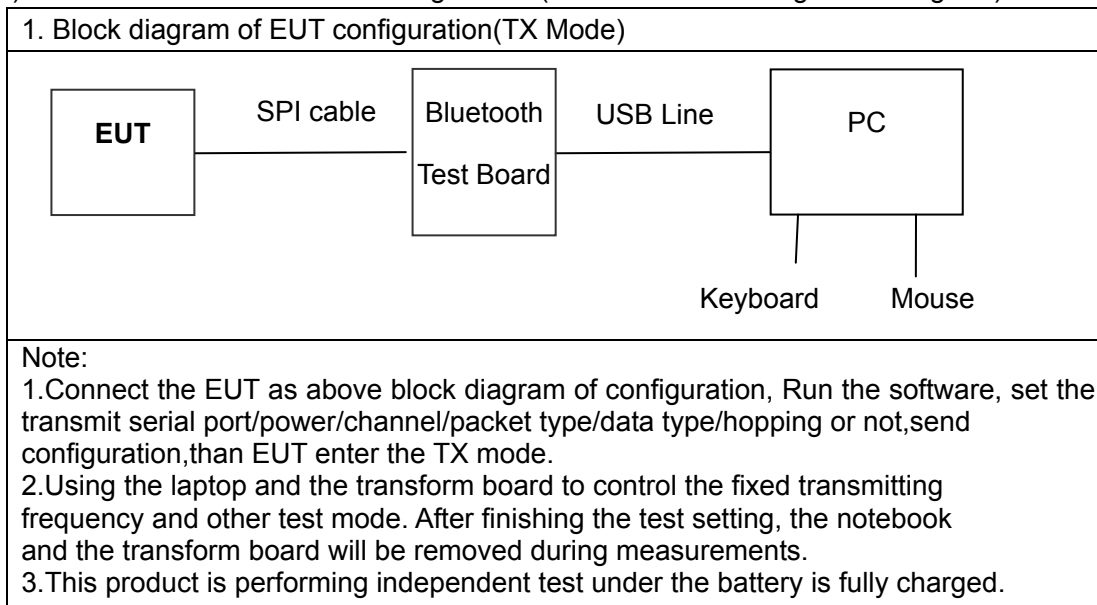 1. Block diagram of EUT configuration(TX Mode)
EUT
SPI cable
Bluetooth
Test Board
USB Line
PC
Keyboard
Mouse
Note:
1.Connect the EUT as above block diagram of configuration, Run the software, set the
transmit serial port/power/channel/packet type/data type/hopping or not,send
configuration,than EUT enter the TX mode.
2.Using the laptop and the transform board to control the fixed transmitting
frequency and other test mode. After finishing the test setting, the notebook
and the transform board will be removed during measurements.
3.This product is performing independent test under the battery is fully charged.